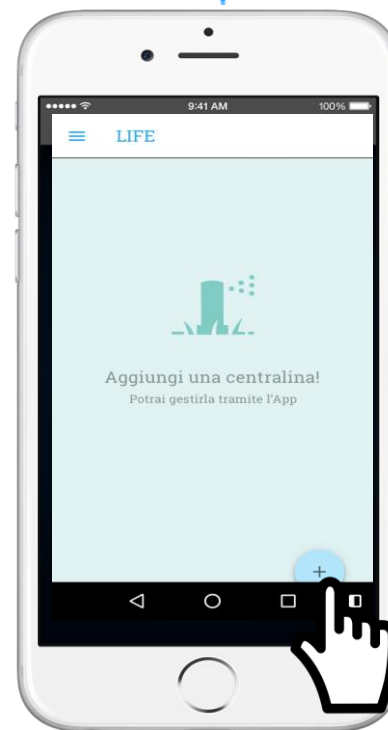 9:41 AM 100%
LIFE
Aggiungi una centralina!
Potrai gestirla tramite l'App
+